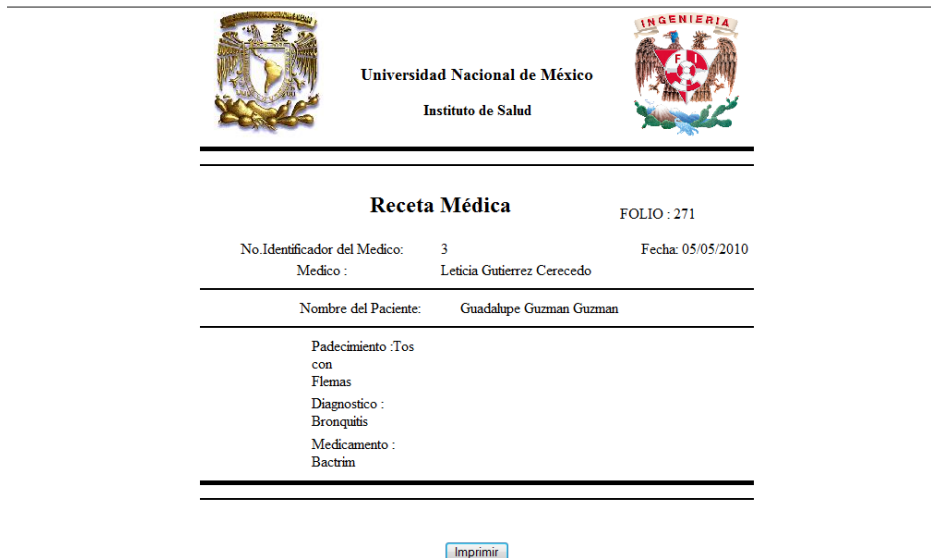 INGENIERIA
F I
Universidad Nacional de México
Instituto de Salud
Receta Médica
FOLIO : 271
No.Identificador del Medico: 3 Fecha: 05/05/2010
Medico : Leticia Gutierrez Cerecedo
Nombre del Paciente: Guadalupe Guzman Guzman
Padecimiento :Tos
con
Flemas
Diagnostico :
Bronquitis
Medicamento :
Bactrim
Imprimir